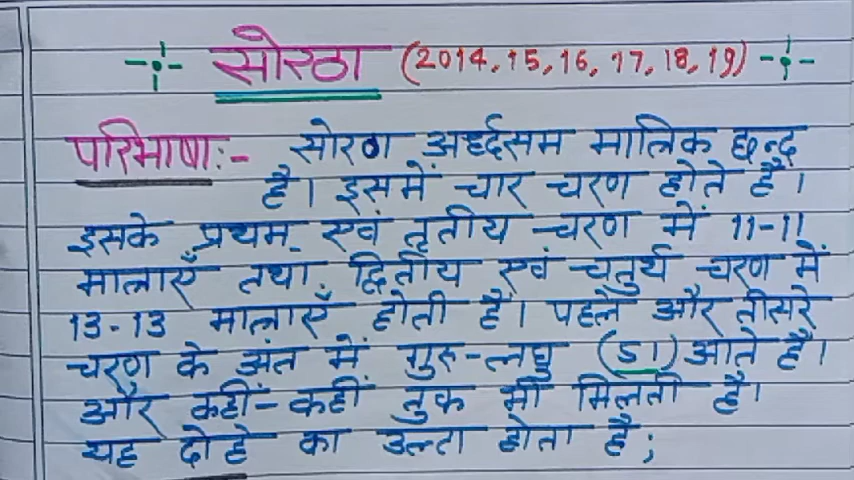 सोरठा (2014, 15, 16, 17, 18, 19)
परिभाषा:- सोरठा अर्द्धसम मात्रिक छन्द
है। इसमें चार चरण होते हैं।
इसके प्रथम एवं तृतीय चरण में 11-11
मात्राएँ तथा द्वितीय एवं चतुर्थ चरण में
13-13 मात्राएँ होती हैं। पहले और तीसरे
चरण के अंत में गुरु-लघु (ऽ।) आते हैं।
और कहीं-कहीं तुक भी मिलती है।
यह दोहे का उल्टा होता है;